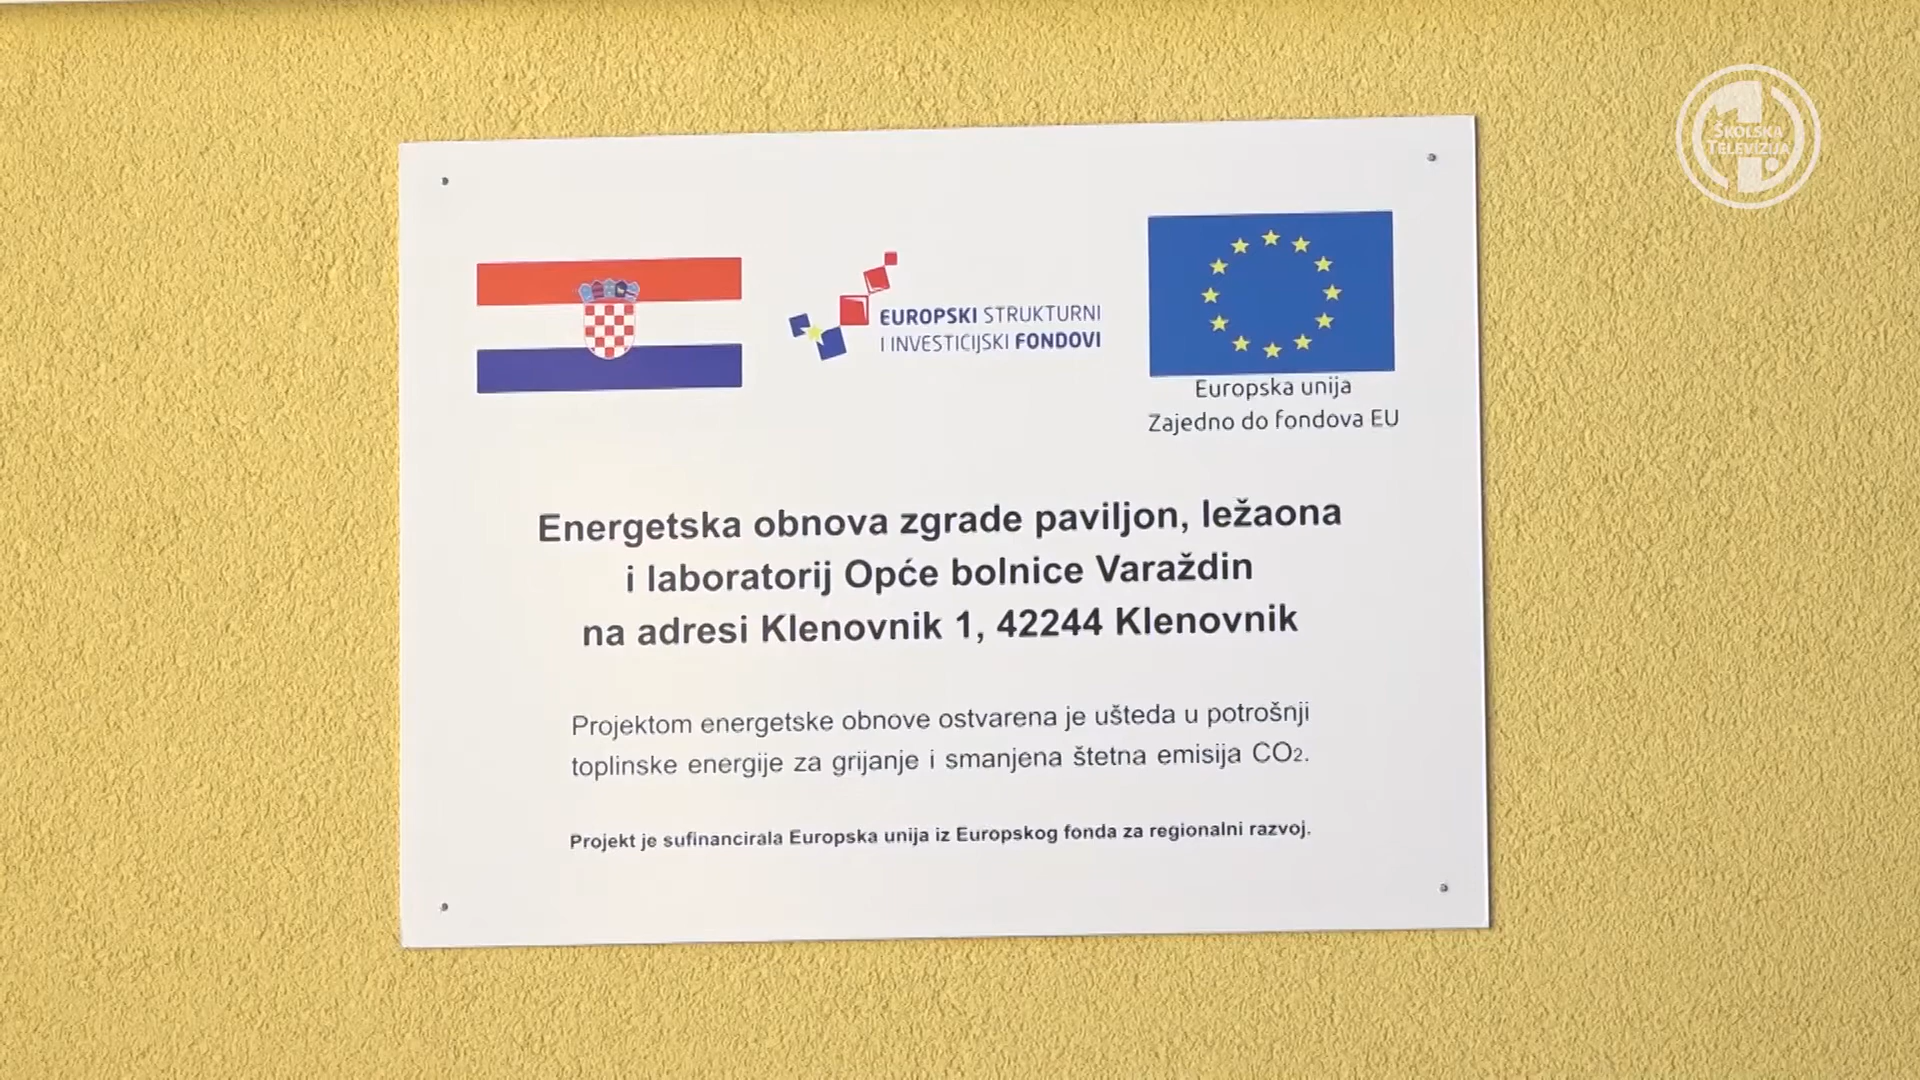 ŠKOLSKA
TELEVIZIJA
EUROPSKI STRUKTURNI
I INVESTICIJSKI FONDOVI
Europska unija
Zajedno do fondova EU
Energetska obnova zgrade paviljon, ležaona
i laboratorij Opće bolnice Varaždin
na adresi Klenovnik 1, 42244 Klenovnik
Projektom energetske obnove ostvarena je ušteda u potrošnji
toplinske energije za grijanje i smanjena štetna emisija CO2.
Projekt je sufinancirala Europska unija iz Europskog fonda za regionalni razvoj.